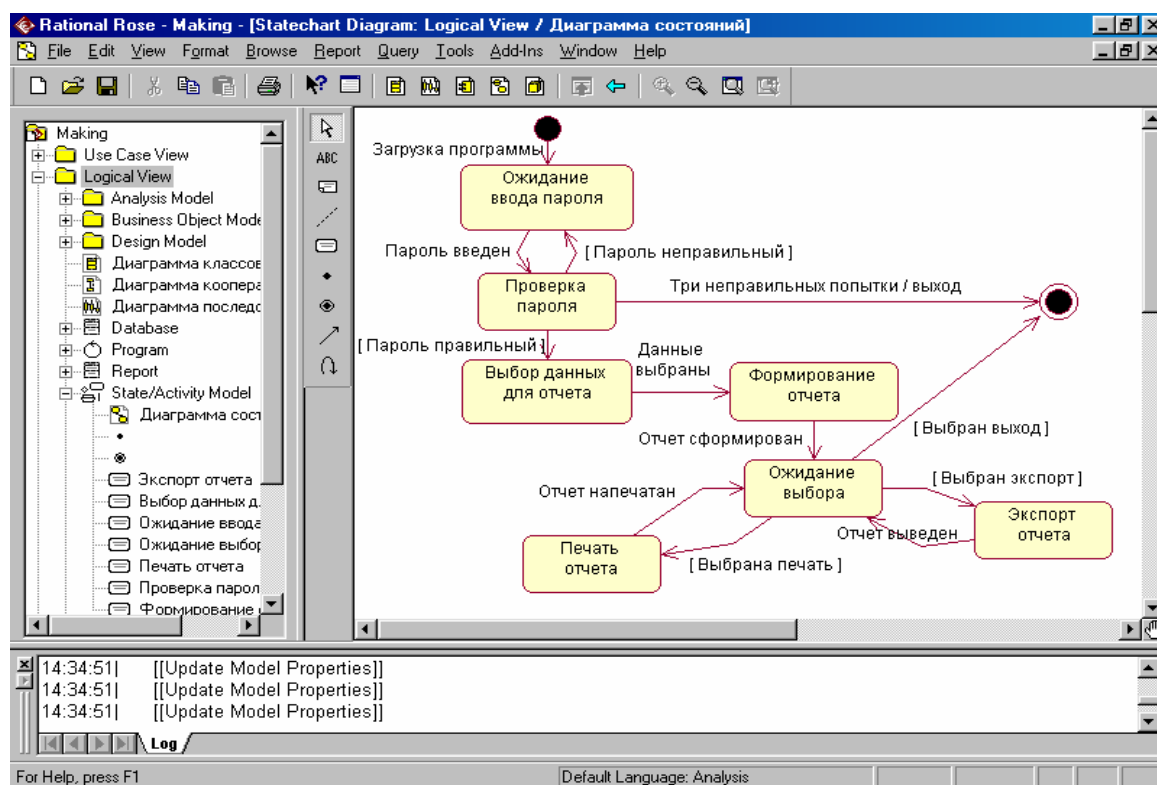 Rational Rose - Making - [Statechart Diagram: Logical View / Диаграмма состояний]
File Edit View Format Browse Report Query Tools Add-Ins Window Help
Making
Use Case View
Logical View
Analysis Model
Business Object Mode
Design Model
Диаграмма классов
Диаграмма коопера
Диаграмма последо
Database
Program
Report
State/Activity Model
Диаграмма сост
Экспорт отчета
Выбор данных д
Ожидание ввода
Ожидание выбор
Печать отчета
Проверка парол
Формирование
ABC
Загрузка программы
Ожидание
ввода пароля
Пароль введен
[ Пароль неправильный ]
Проверка
пароля
Три неправильных попытки / выход
[ Пароль правильный ]
Выбор данных
для отчета
Данные
выбраны
Формирование
отчета
Отчет сформирован
[ Выбран выход ]
Ожидание
выбора
Отчет напечатан
[ Выбран экспорт ]
Экспорт
отчета
Отчет выведен
Печать
отчета
[ Выбрана печать ]
14:34:51| [[Update Model Properties]]
14:34:51| [[Update Model Properties]]
14:34:51| [[Update Model Properties]]
Log
For Help, press F1
Default Language: Analysis